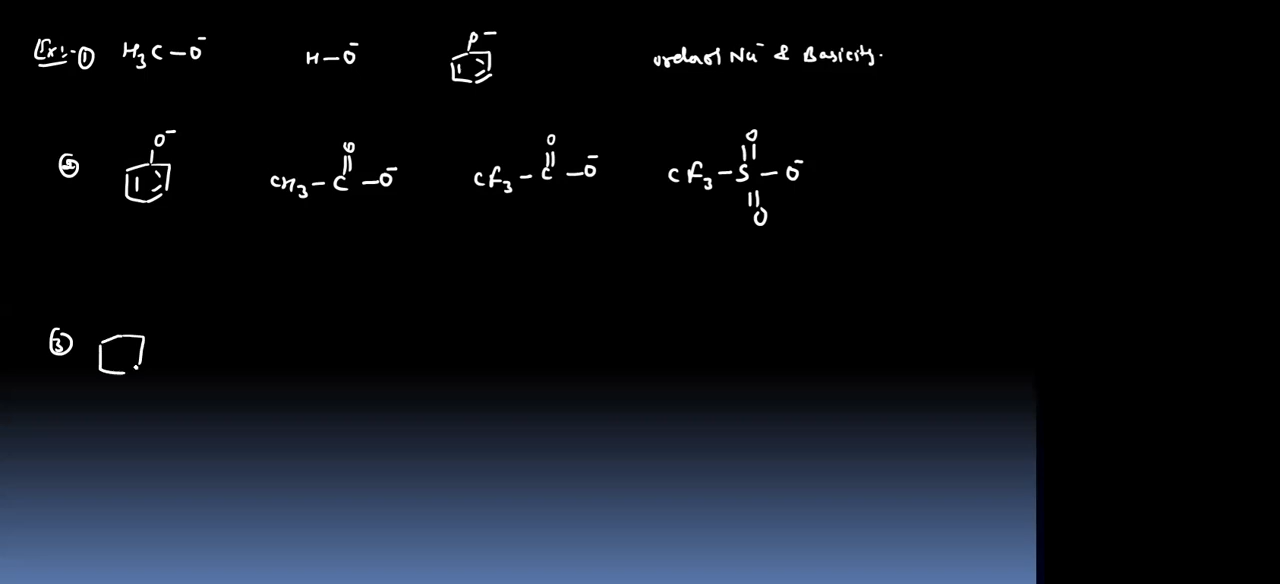 Ex:- ① H₃C–O⁻ H–O⁻ O⁻ order of Nu⁻ & Basicity.
② O⁻ CH₃–C(=O)–O⁻ CF₃–C(=O)–O⁻ CF₃–S(=O)(=O)–O⁻
③